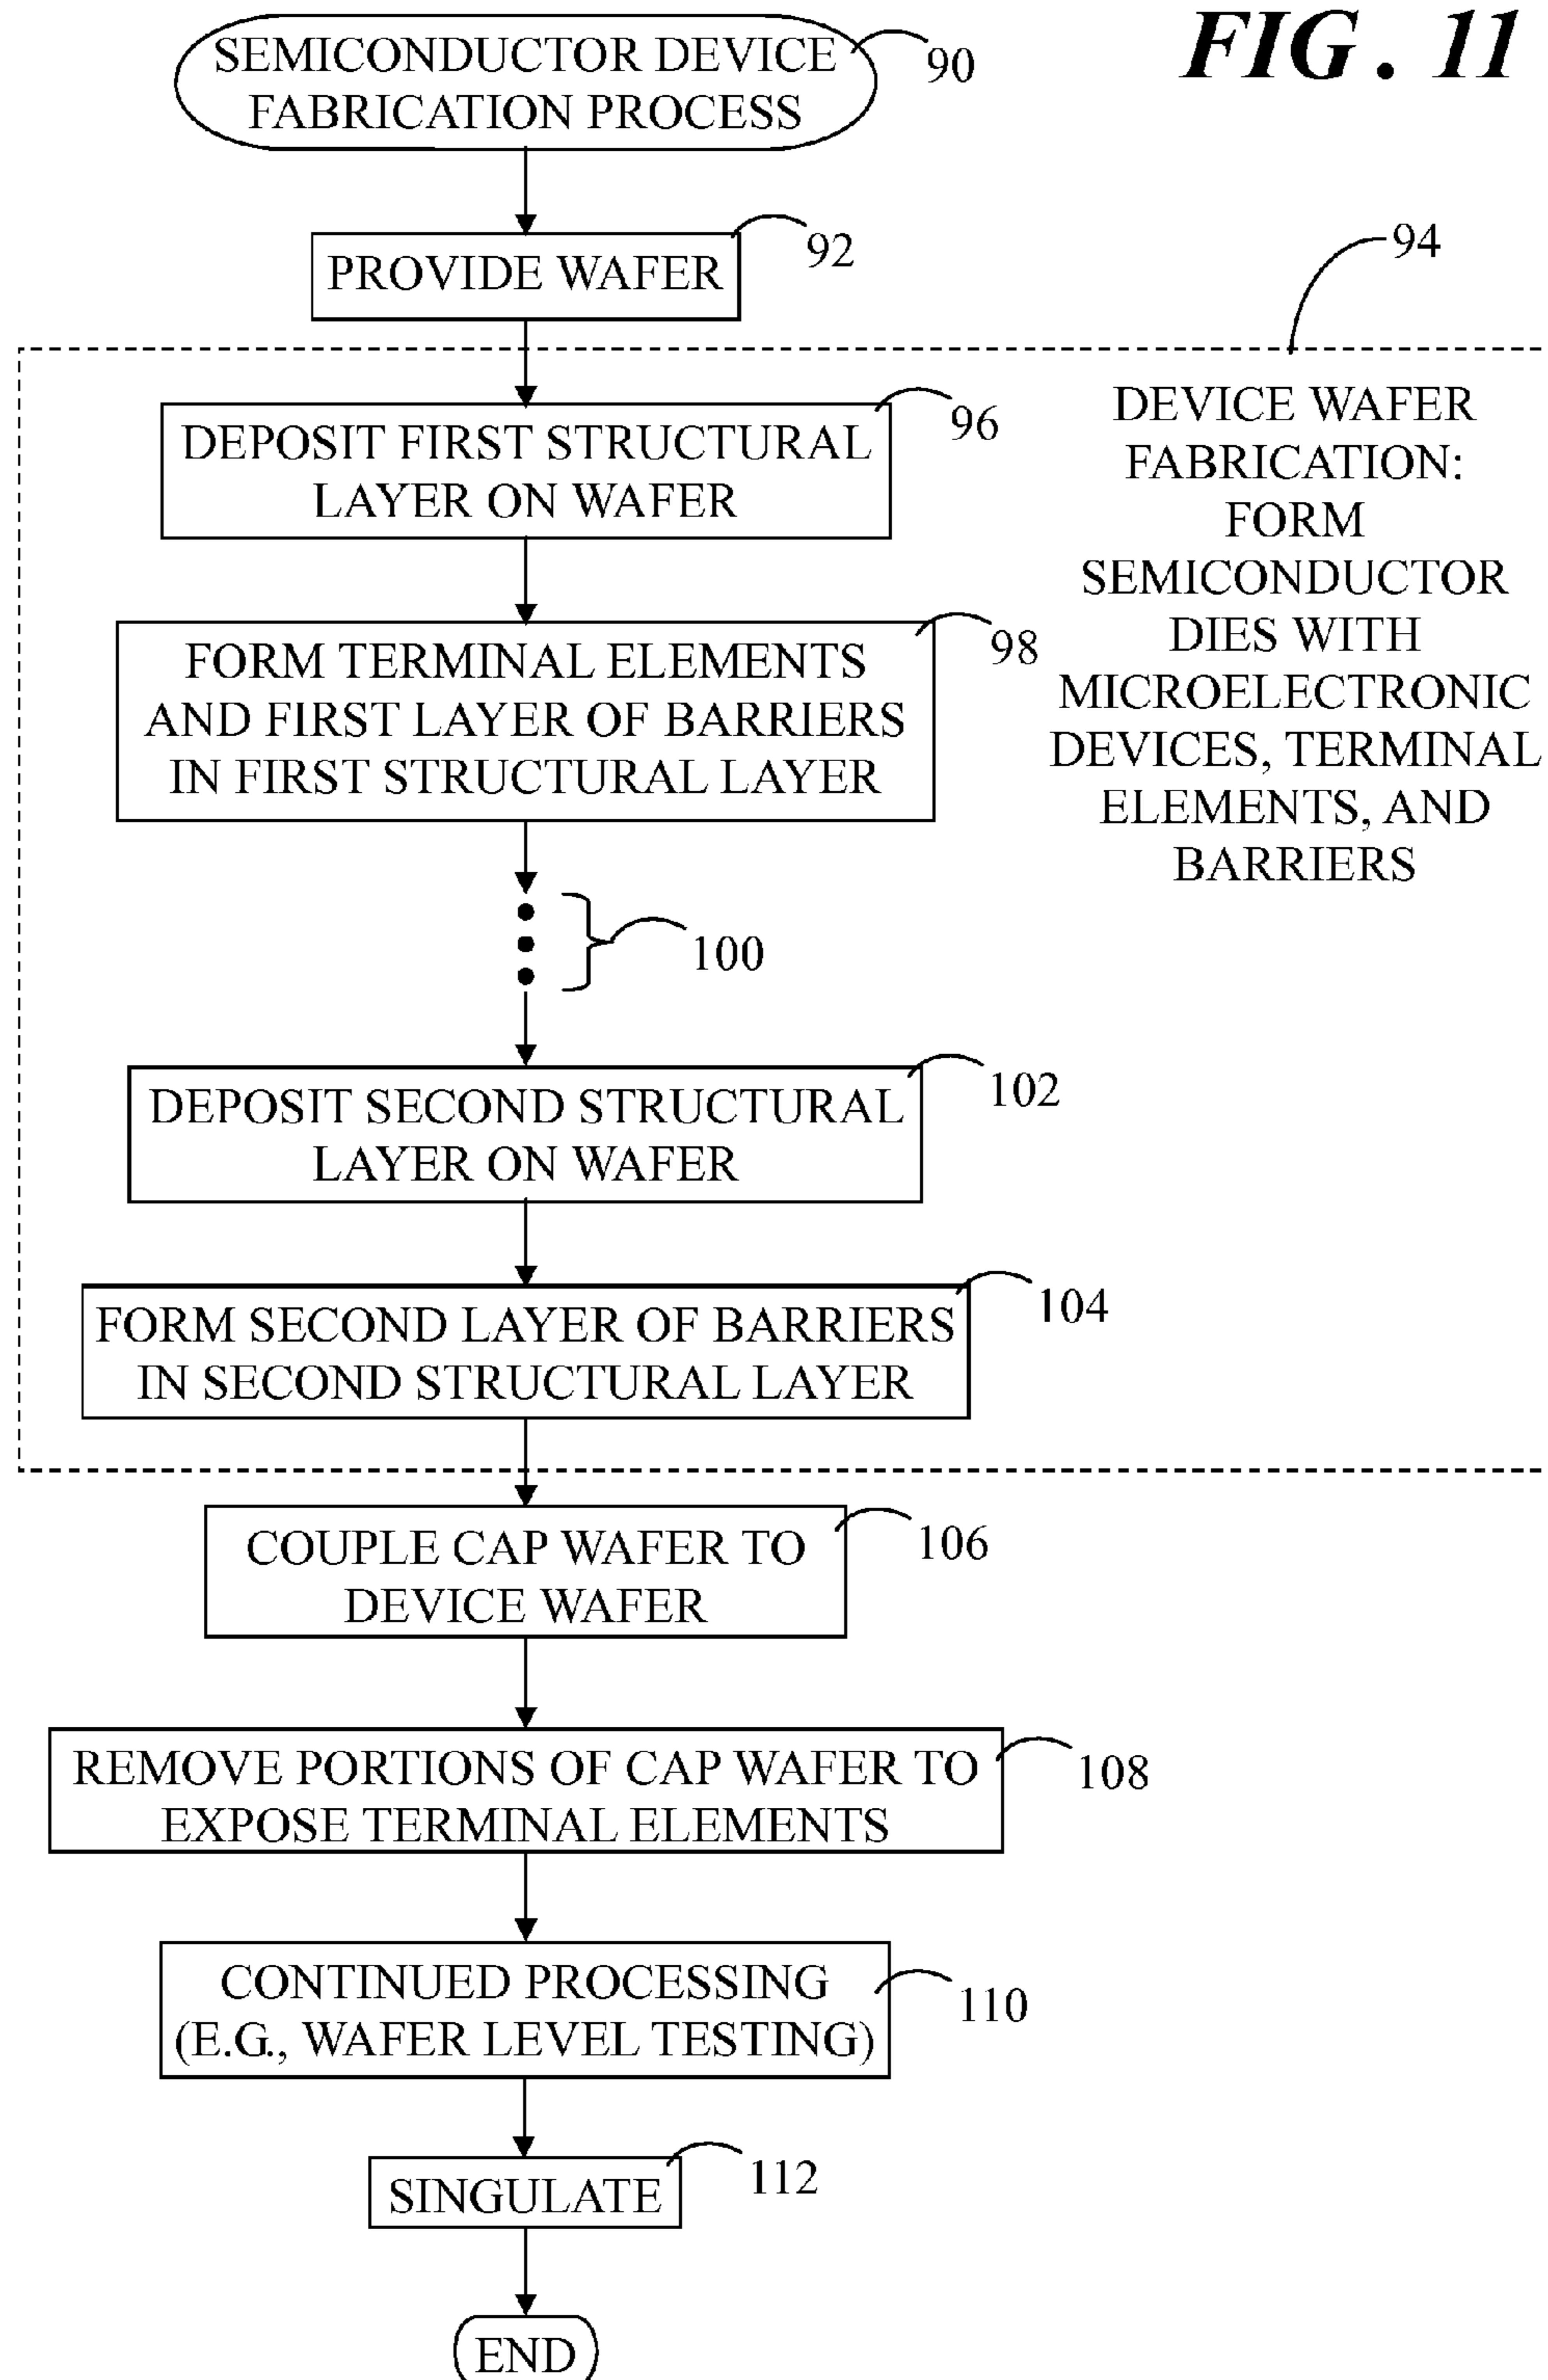 FIG. 11
SEMICONDUCTOR DEVICE
FABRICATION PROCESS
90
PROVIDE WAFER
92
94
DEVICE WAFER
FABRICATION:
FORM
SEMICONDUCTOR
DIES WITH
MICROELECTRONIC
DEVICES, TERMINAL
ELEMENTS, AND
BARRIERS
DEPOSIT FIRST STRUCTURAL
LAYER ON WAFER
96
FORM TERMINAL ELEMENTS
AND FIRST LAYER OF BARRIERS
IN FIRST STRUCTURAL LAYER
98
100
DEPOSIT SECOND STRUCTURAL
LAYER ON WAFER
102
FORM SECOND LAYER OF BARRIERS
IN SECOND STRUCTURAL LAYER
104
COUPLE CAP WAFER TO
DEVICE WAFER
106
REMOVE PORTIONS OF CAP WAFER TO
EXPOSE TERMINAL ELEMENTS
108
CONTINUED PROCESSING
(E.G., WAFER LEVEL TESTING)
110
SINGULATE
112
END